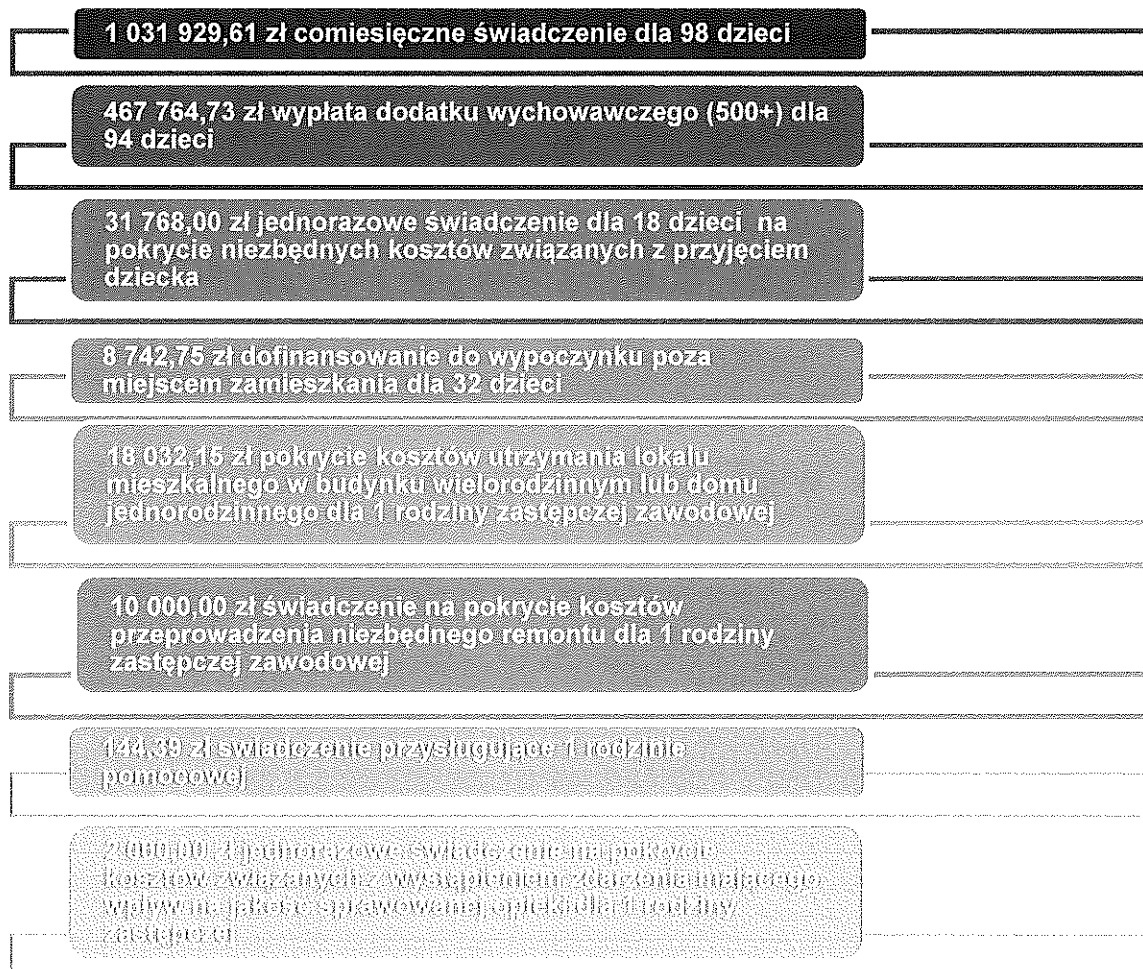 1 031 929,61 zł comiesięczne świadczenie dla 98 dzieci
467 764,73 zł wypłata dodatku wychowawczego (500+) dla
94 dzieci
31 768,00 zł jednorazowe świadczenie dla 18 dzieci na
pokrycie niezbędnych kosztów związanych z przyjęciem
dziecka
8 742,75 zł dofinansowanie do wypoczynku poza
miejscem zamieszkania dla 32 dzieci
18 032,15 zł pokrycie kosztów utrzymania lokalu
mieszkalnego w budynku wielorodzinnym lub domu
jednorodzinnego dla 1 rodziny zastępczej zawodowej
10 000,00 zł świadczenie na pokrycie kosztów
przeprowadzenia niezbędnego remontu dla 1 rodziny
zastępczej zawodowej
144,39 zł świadczenie przysługujące 1 rodzinie
pomocowej
2 000,00 zł jednorazowe świadczenie na pokrycie
kosztów związanych z wystąpieniem zdarzenia mającego
wpływ na jakość sprawowanej opieki dla 1 rodziny
zastępczej